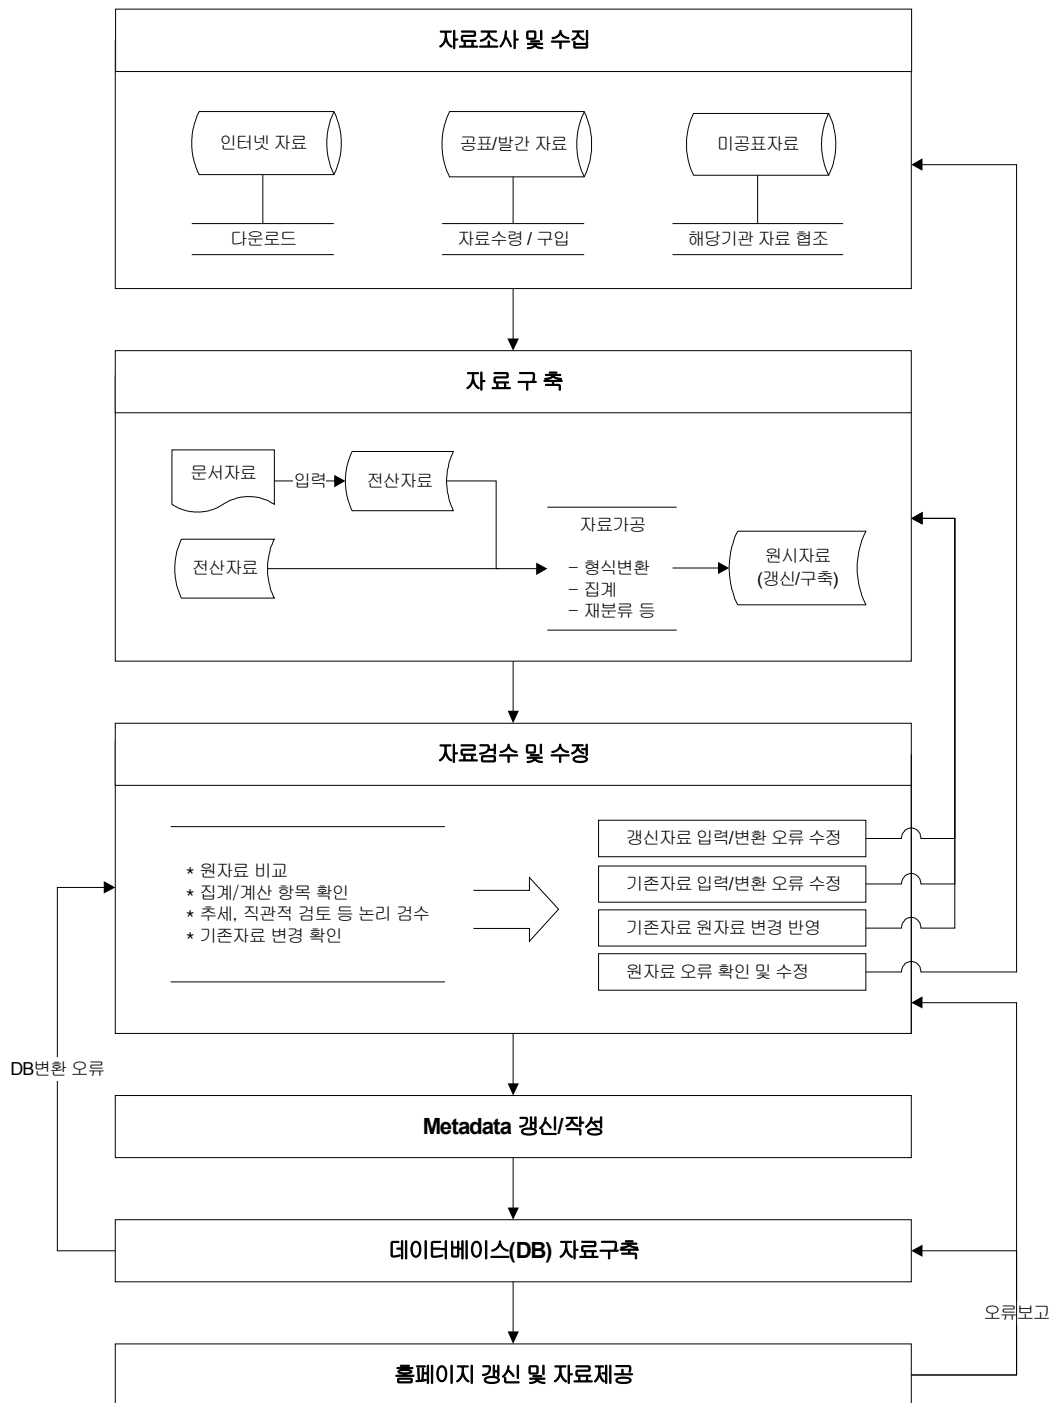 자료조사 및 수집
인터넷 자료
공표/발간 자료
미공표자료
다운로드
자료수령 / 구입
해당기관 자료 협조
자 료 구 축
문서자료
입력
전산자료
전산자료
자료가공
- 형식변환
- 집계
- 재분류 등
원시자료
(갱신/구축)
자료검수 및 수정
* 원자료 비교
* 집계/계산 항목 확인
* 추세, 직관적 검토 등 논리 검수
* 기존자료 변경 확인
갱신자료 입력/변환 오류 수정
기존자료 입력/변환 오류 수정
기존자료 원자료 변경 반영
원자료 오류 확인 및 수정
DB변환 오류
Metadata 갱신/작성
데이터베이스(DB) 자료구축
오류보고
홈페이지 갱신 및 자료제공